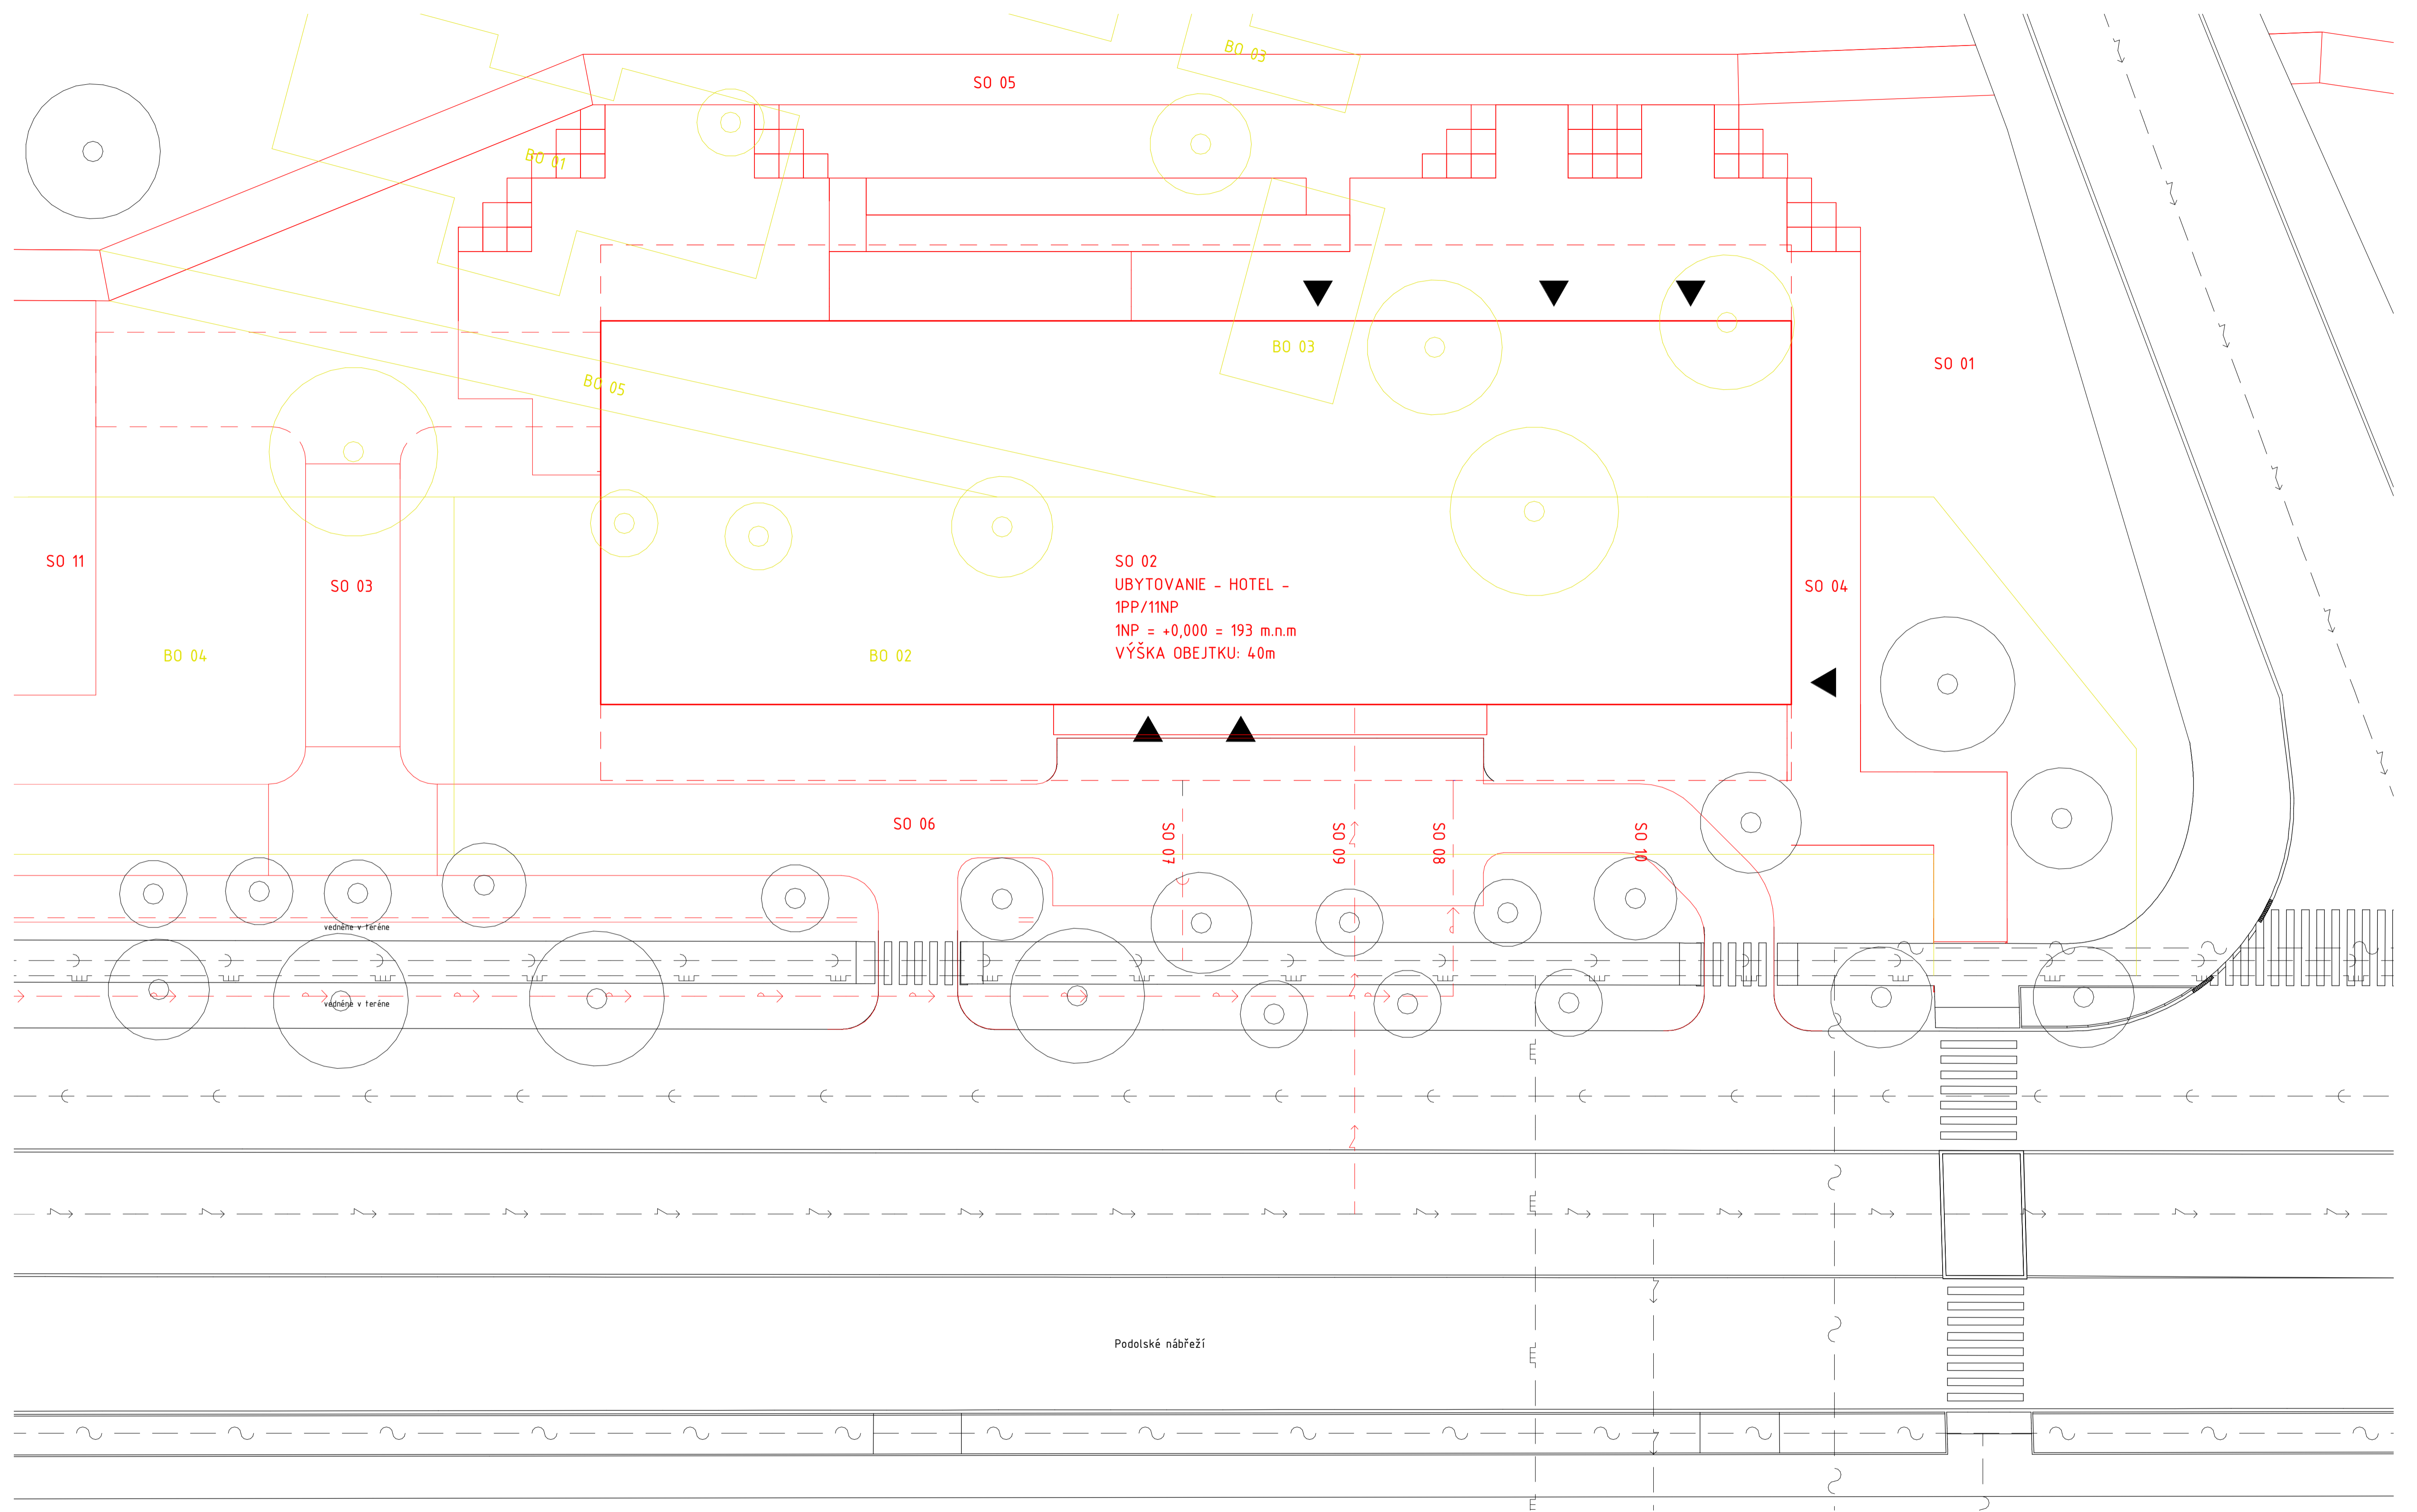 BO 03
SO 05
BO 01
BO 03
SO 01
BO 05
SO 11
SO 03
SO 02
UBYTOVANIE - HOTEL -
1PP/11NP
1NP = +0,000 = 193 m.n.m
VÝŠKA OBEJTKU: 40m
SO 04
BO 04
BO 02
SO 06
SO 07
SO 09
SO 08
SO 10
vedněne v teréne
vedněne v teréne
Podolské nábřeží